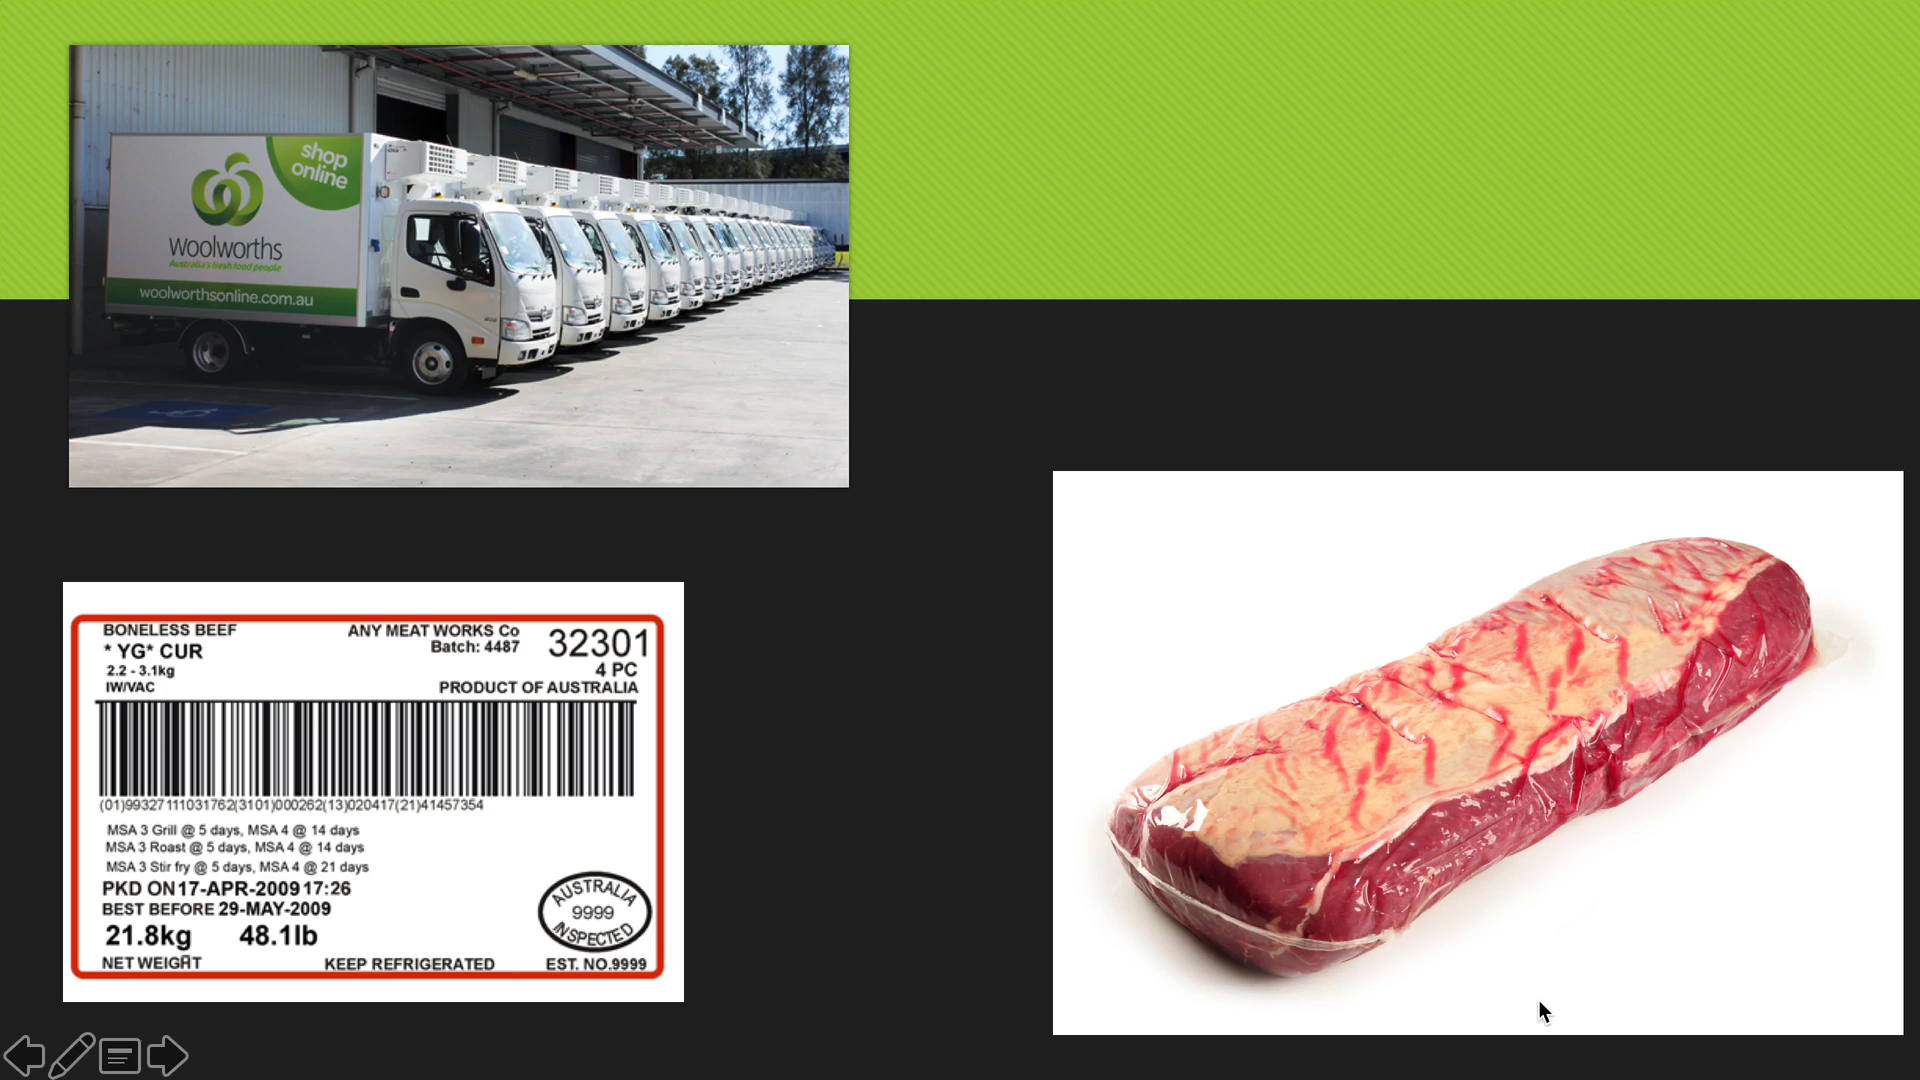 shop
online
Woolworths
Australia's fresh food people
woolworthsonline.com.au
BONELESS BEEF
* YG* CUR
2.2 - 3.1kg
IW/VAC
ANY MEAT WORKS Co
Batch: 4487
32301
4 PC
PRODUCT OF AUSTRALIA
(01)99327111031762(3101)000262(13)020417(21)41457354
MSA 3 Grill @ 5 days, MSA 4 @ 14 days
MSA 3 Roast @ 5 days, MSA 4 @ 14 days
MSA 3 Stir fry @ 5 days, MSA 4 @ 21 days
PKD ON 17-APR-2009 17:26
BEST BEFORE 29-MAY-2009
21.8kg 48.1lb
NET WEIGHT
KEEP REFRIGERATED
AUSTRALIA
9999
INSPECTED
EST. NO.9999